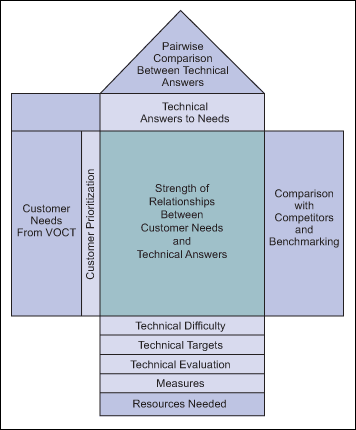 Pairwise
Comparison
Between Technical
Answers
Technical
Answers to Needs
Customer
Needs
From VOCT
Customer Prioritization
Strength of
Relationships
Between
Customer Needs
and
Technical Answers
Comparison
with
Competitors
and
Benchmarking
Technical Difficulty
Technical Targets
Technical Evaluation
Measures
Resources Needed